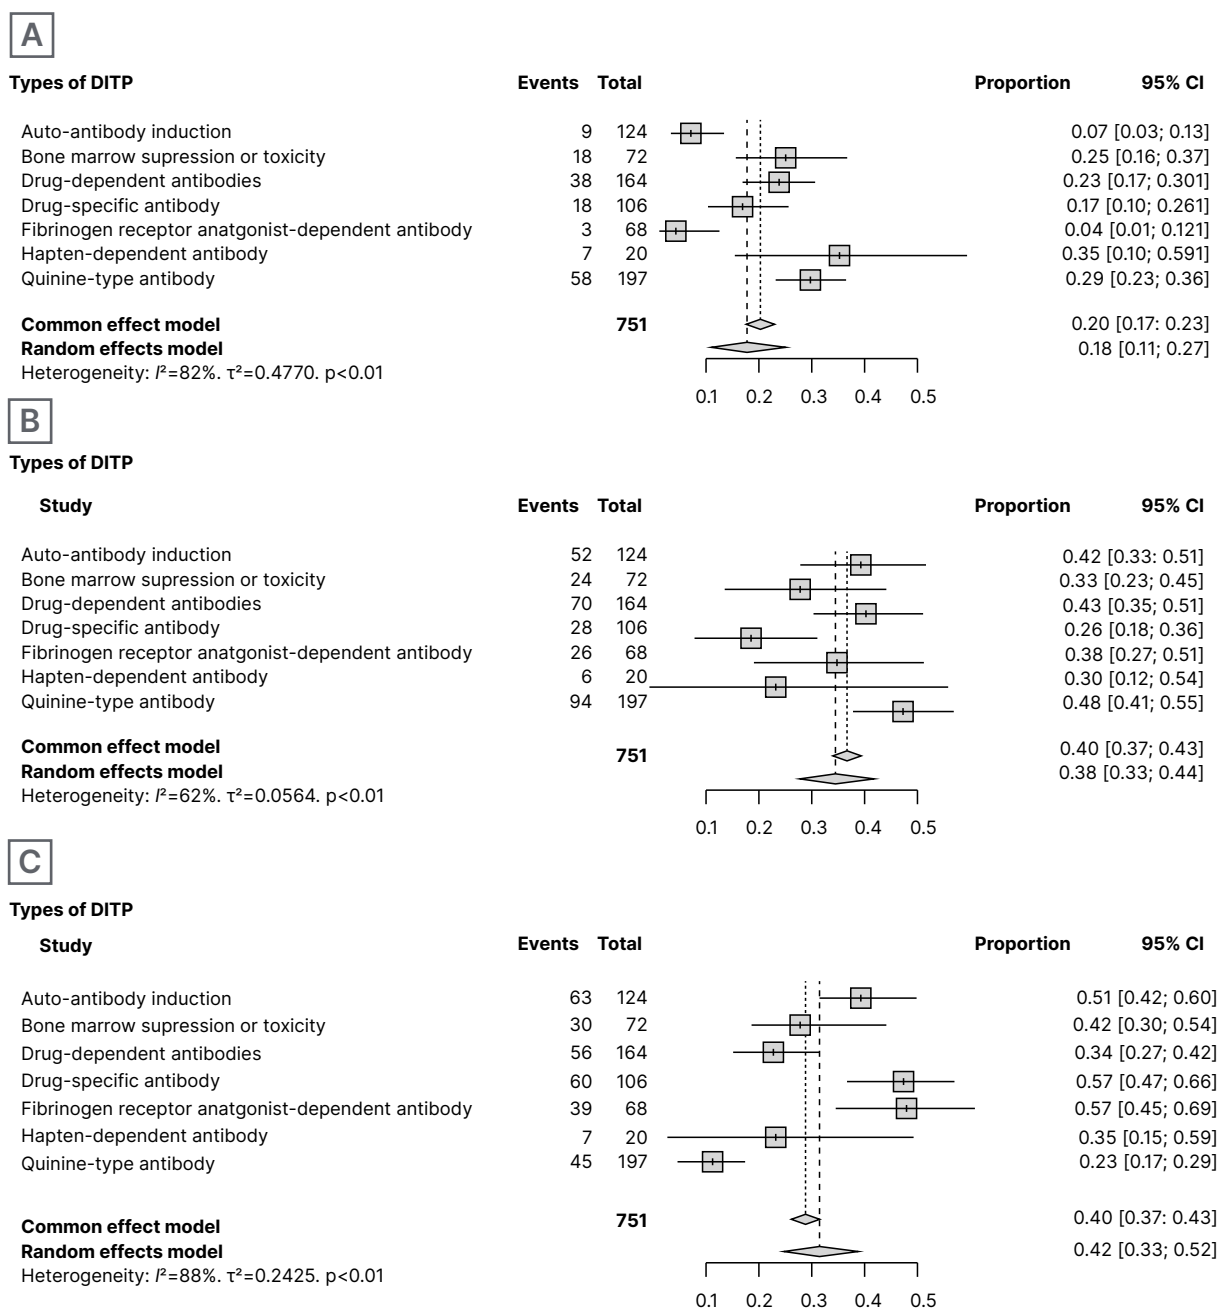 A
Types of DITP Events Total Proportion 95% CI
Auto-antibody induction 9 124 0.07 [0.03; 0.13]
Bone marrow supression or toxicity 18 72 0.25 [0.16; 0.37]
Drug-dependent antibodies 38 164 0.23 [0.17; 0.301]
Drug-specific antibody 18 106 0.17 [0.10; 0.261]
Fibrinogen receptor anatgonist-dependent antibody 3 68 0.04 [0.01; 0.121]
Hapten-dependent antibody 7 20 0.35 [0.10; 0.591]
Quinine-type antibody 58 197 0.29 [0.23; 0.36]
Common effect model 751 0.20 [0.17: 0.23]
Random effects model 0.18 [0.11; 0.27]
Heterogeneity: I²=82%. τ²=0.4770. p<0.01
0.1 0.2 0.3 0.4 0.5
B
Types of DITP
Study Events Total Proportion 95% CI
Auto-antibody induction 52 124 0.42 [0.33: 0.51]
Bone marrow supression or toxicity 24 72 0.33 [0.23; 0.45]
Drug-dependent antibodies 70 164 0.43 [0.35; 0.51]
Drug-specific antibody 28 106 0.26 [0.18; 0.36]
Fibrinogen receptor anatgonist-dependent antibody 26 68 0.38 [0.27; 0.51]
Hapten-dependent antibody 6 20 0.30 [0.12; 0.54]
Quinine-type antibody 94 197 0.48 [0.41; 0.55]
Common effect model 751 0.40 [0.37; 0.43]
Random effects model 0.38 [0.33; 0.44]
Heterogeneity: I²=62%. τ²=0.0564. p<0.01
0.1 0.2 0.3 0.4 0.5
C
Types of DITP
Study Events Total Proportion 95% CI
Auto-antibody induction 63 124 0.51 [0.42; 0.60]
Bone marrow supression or toxicity 30 72 0.42 [0.30; 0.54]
Drug-dependent antibodies 56 164 0.34 [0.27; 0.42]
Drug-specific antibody 60 106 0.57 [0.47; 0.66]
Fibrinogen receptor anatgonist-dependent antibody 39 68 0.57 [0.45; 0.69]
Hapten-dependent antibody 7 20 0.35 [0.15; 0.59]
Quinine-type antibody 45 197 0.23 [0.17; 0.29]
Common effect model 751 0.40 [0.37: 0.43]
Random effects model 0.42 [0.33; 0.52]
Heterogeneity: I²=88%. τ²=0.2425. p<0.01
0.1 0.2 0.3 0.4 0.5